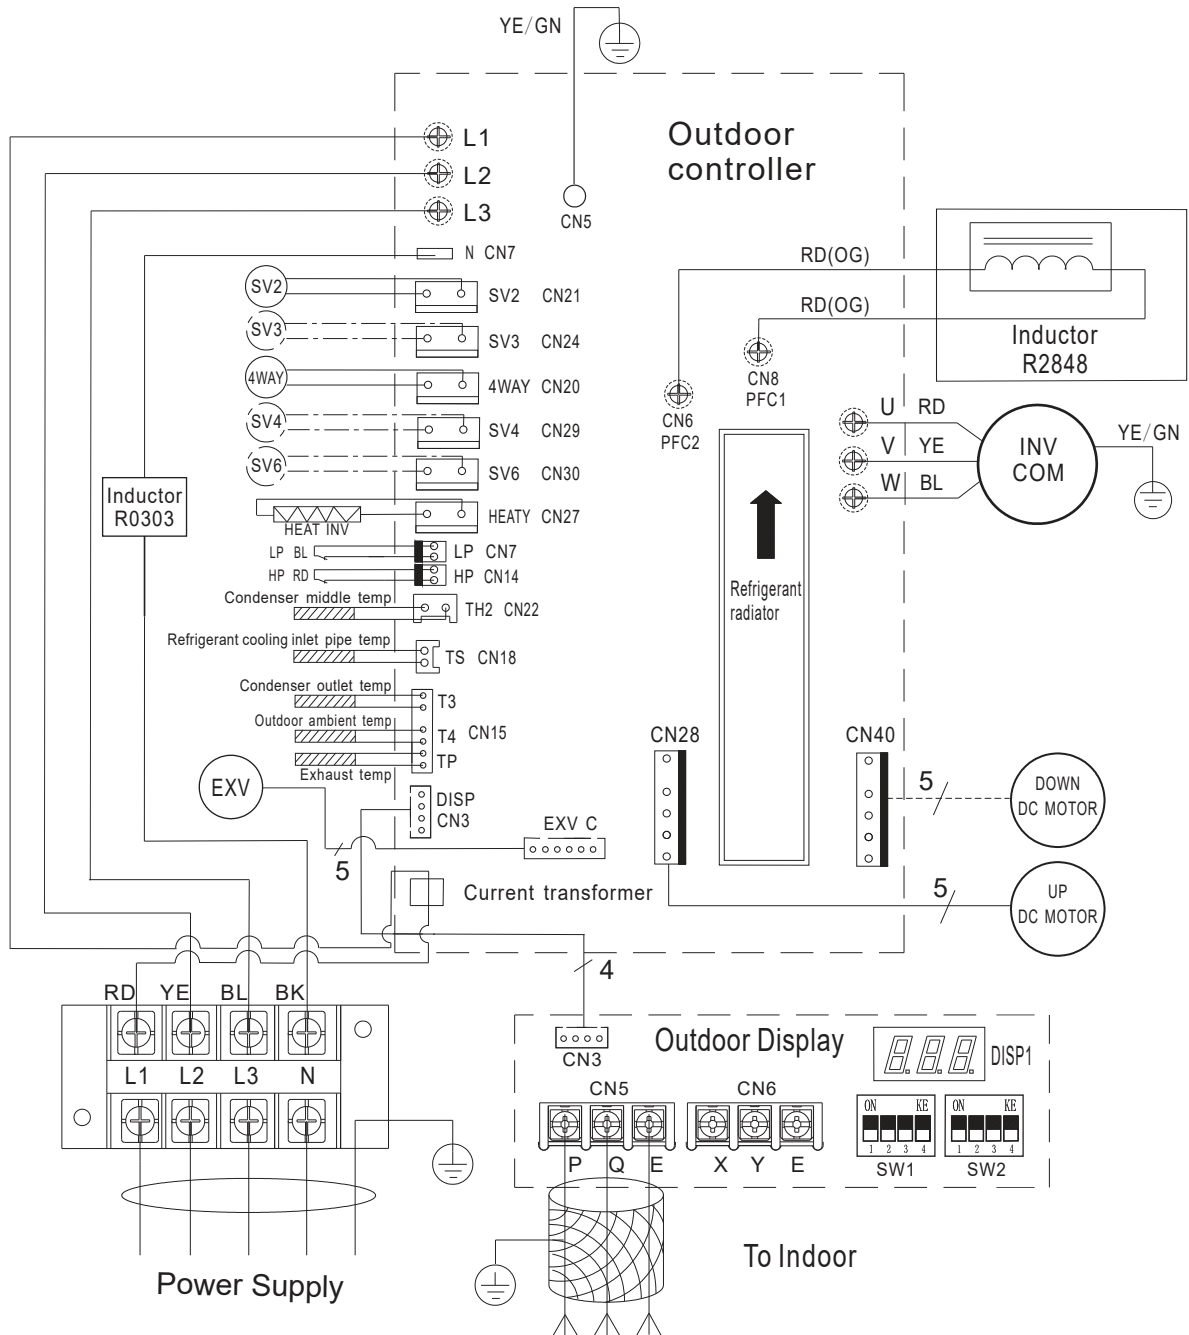 YE/GN
Outdoor
controller
L1
L2
L3
CN5
N CN7
SV2
SV2 CN21
SV3
SV3 CN24
4WAY
4WAY CN20
SV4
SV4 CN29
SV6
SV6 CN30
HEATY CN27
HEAT INV
LP BL
LP CN7
HP RD
HP CN14
Condenser middle temp
TH2 CN22
Refrigerant cooling inlet pipe temp
TS CN18
Condenser outlet temp
T3
Outdoor ambient temp
T4
CN15
TP
Exhaust temp
EXV
DISP
CN3
EXV C
5
Current transformer
Inductor
R0303
RD(OG)
RD(OG)
Inductor
R2848
CN8
PFC1
CN6
PFC2
U RD
V YE
W BL
INV
COM
YE/GN
Refrigerant
radiator
CN28
CN40
5
DOWN
DC MOTOR
5
UP
DC MOTOR
4
RD YE BL BK
L1 L2 L3 N
Power Supply
CN3
Outdoor Display
DISP1
8.8.8.
CN5
CN6
P Q E
X Y E
ON KE
1 2 3 4
SW1
ON KE
1 2 3 4
SW2
To Indoor